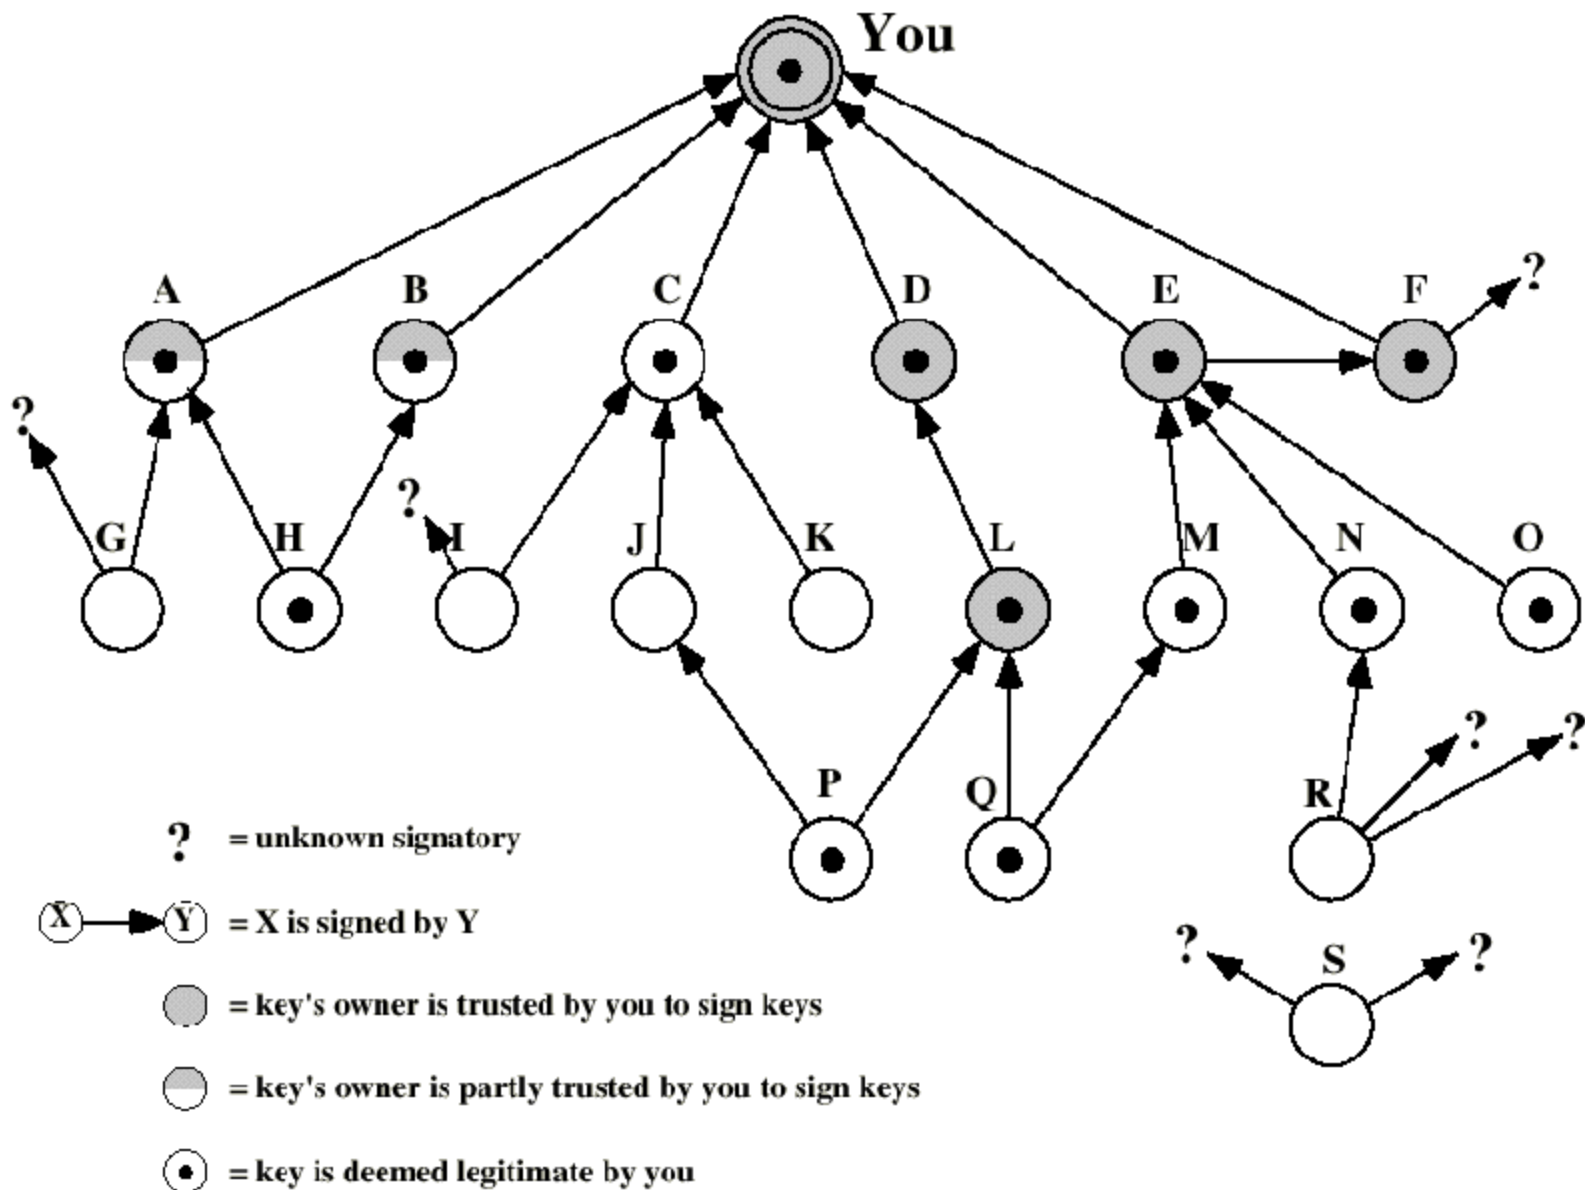 You
A B C D E F ?
?
?
G H I J K L M N O
? ?
P Q R
? = unknown signatory
X Y = X is signed by Y
? S ?
= key's owner is trusted by you to sign keys
= key's owner is partly trusted by you to sign keys
= key is deemed legitimate by you